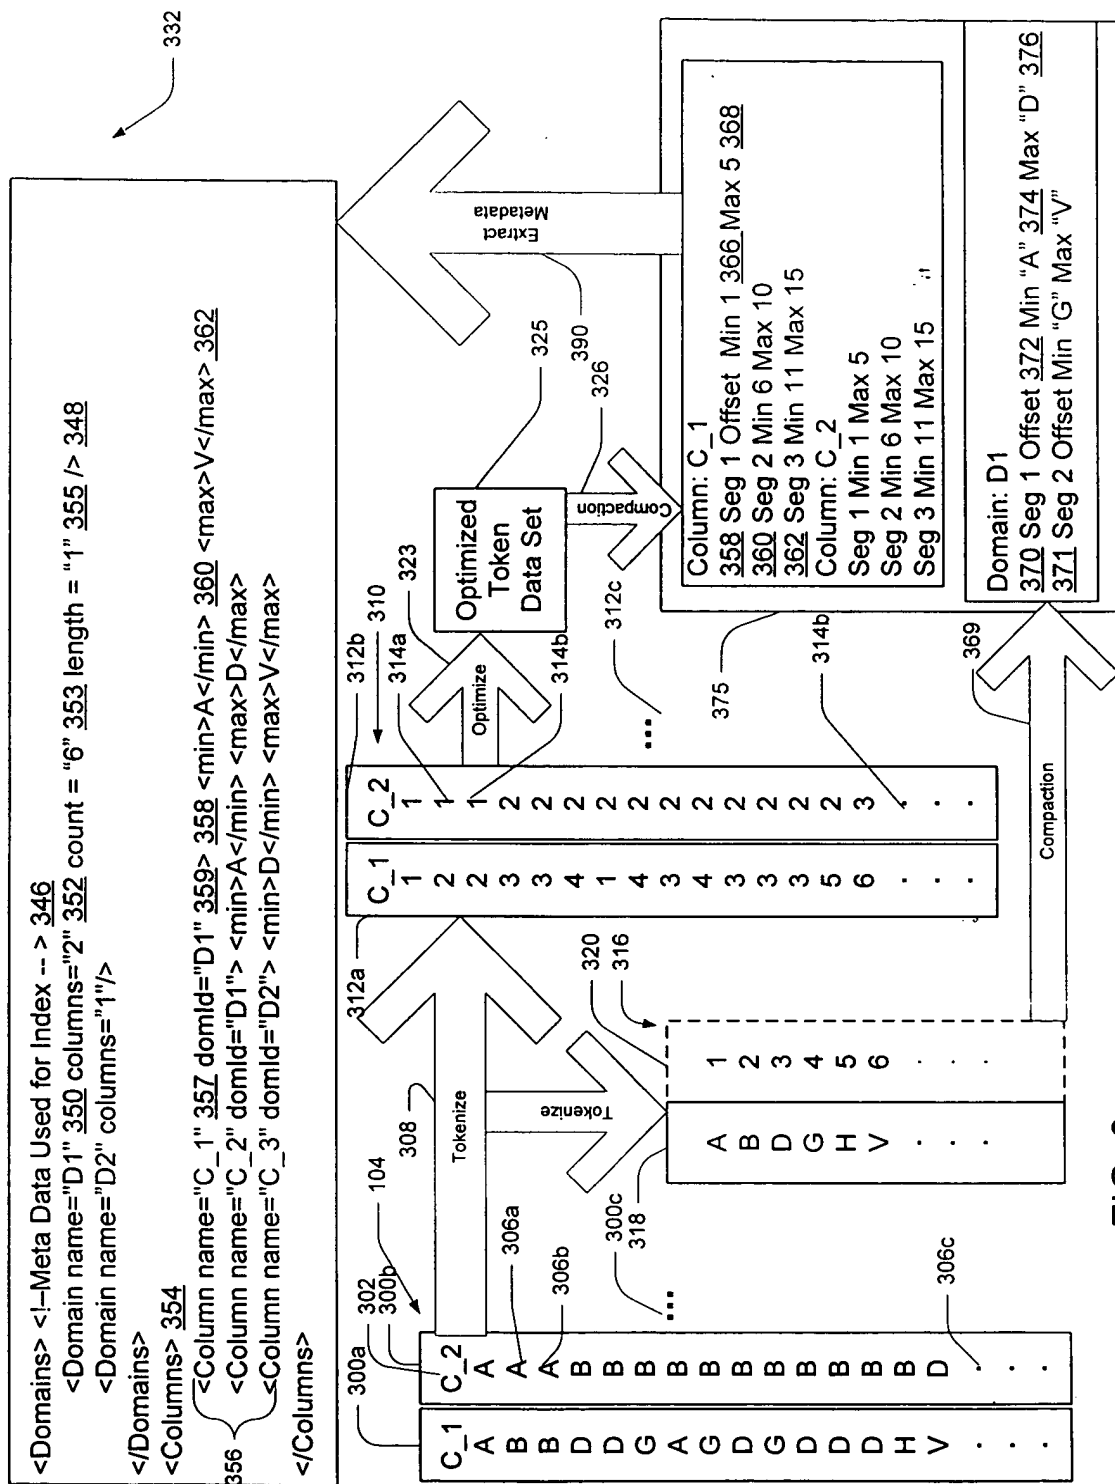 <Domains> <!–Meta Data Used for Index -- > 346
<Domain name="D1" 350 columns="2" 352 count = "6" 353 length = "1" 355 /> 348
<Domain name="D2" columns="1"/>
</Domains>
<Columns> 354
<Column name="C_1" 357 domId="D1" 359> 358 <min>A</min> 360 <max>V</max> 362
<Column name="C_2" domId="D1"> <min>A</min> <max>D</max>
<Column name="C_3" domId="D2"> <min>D</min> <max>V</max>
</Columns>
356
332
300a
302
300b
104
C_1 C_2
A A
B A
B A
D B
D B
G B
A B
G B
D B
G B
D B
D B
D B
H B
V D
. .
. .
. .
306a
306b
306c
...
300c
308
Tokenize
Tokenize
318
320
316
A 1
B 2
D 3
G 4
H 5
V 6
. .
. .
. .
312a
312b
310
314a
314b
C_1 C_2
1 1
2 1
2 1
3 2
3 2
4 2
1 2
4 2
3 2
4 2
3 2
3 2
3 2
5 2
6 3
. .
. .
. .
314b
...
312c
323
Optimize
325
Optimized
Token
Data Set
326
Compaction
390
Extract
Metadata
375
Column: C_1
358 Seg 1 Offset Min 1 366 Max 5 368
360 Seg 2 Min 6 Max 10
362 Seg 3 Min 11 Max 15
Column: C_2
Seg 1 Min 1 Max 5
Seg 2 Min 6 Max 10
Seg 3 Min 11 Max 15
369
Compaction
Domain: D1
370 Seg 1 Offset 372 Min "A" 374 Max "D" 376
371 Seg 2 Offset Min "G" Max "V"